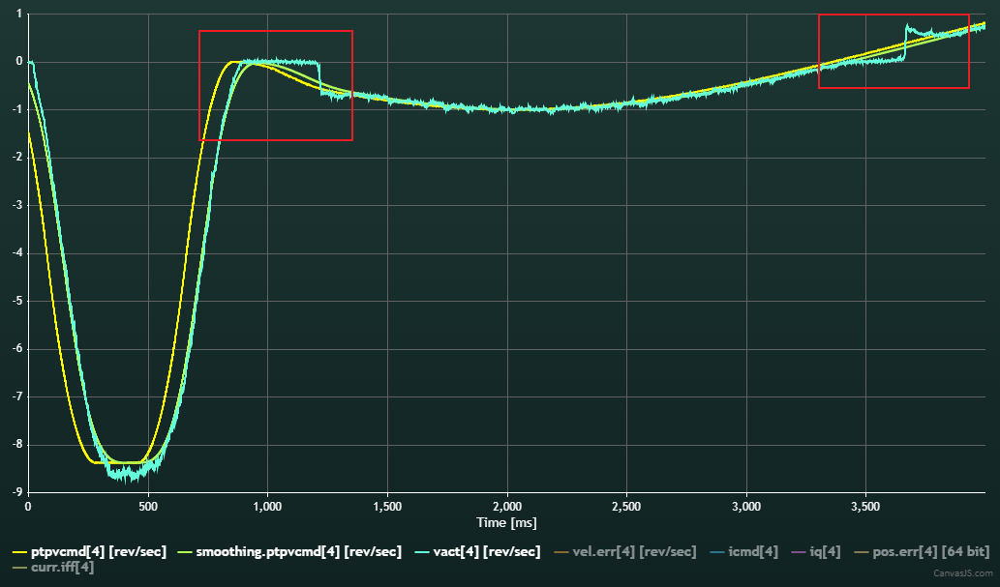 1
0
-1
-2
-3
-4
-5
-6
-7
-8
-9
0 500 1,000 1,500 2,000 2,500 3,000 3,500
Time [ms]
ptpvcmd[4] [rev/sec] smoothing.ptpvcmd[4] [rev/sec] vact[4] [rev/sec] vel.err[4] [rev/sec] icmd[4] iq[4] pos.err[4] [64 bit]
curr.iff[4]
CanvasJS.com